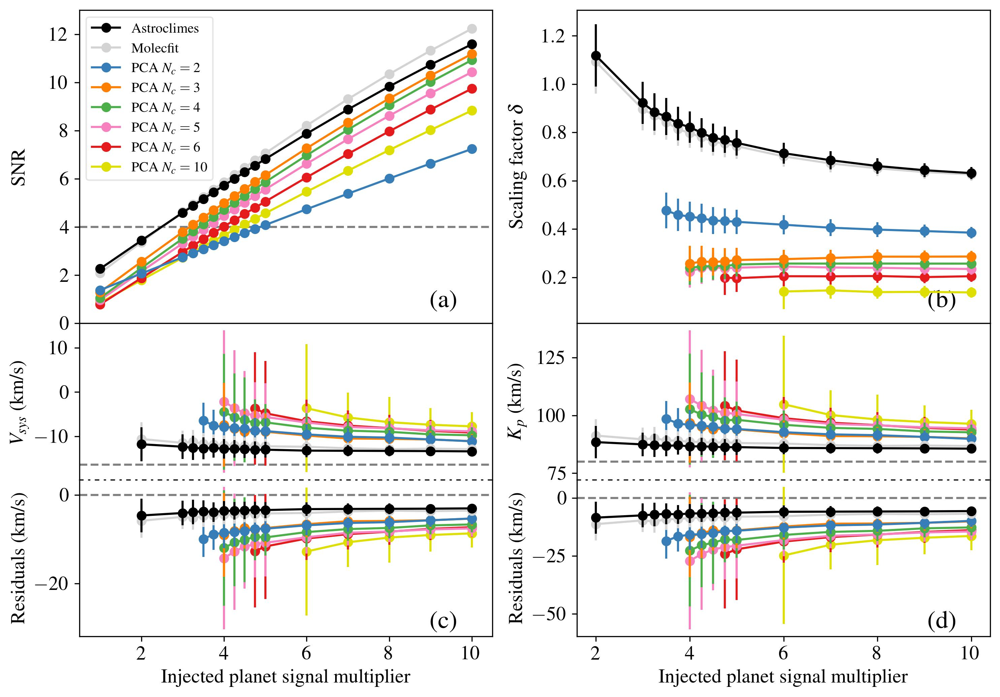 SNR
12
10
8
6
4
2
0
Astroclimes
Molecfit
PCA N_c = 2
PCA N_c = 3
PCA N_c = 4
PCA N_c = 5
PCA N_c = 6
PCA N_c = 10
(a)
Scaling factor δ
1.2
1.0
0.8
0.6
0.4
0.2
(b)
V_sys (km/s)
10
0
−10
Residuals (km/s)
0
−20
(c)
2 4 6 8 10
Injected planet signal multiplier
K_p (km/s)
125
100
75
Residuals (km/s)
0
−25
−50
(d)
2 4 6 8 10
Injected planet signal multiplier